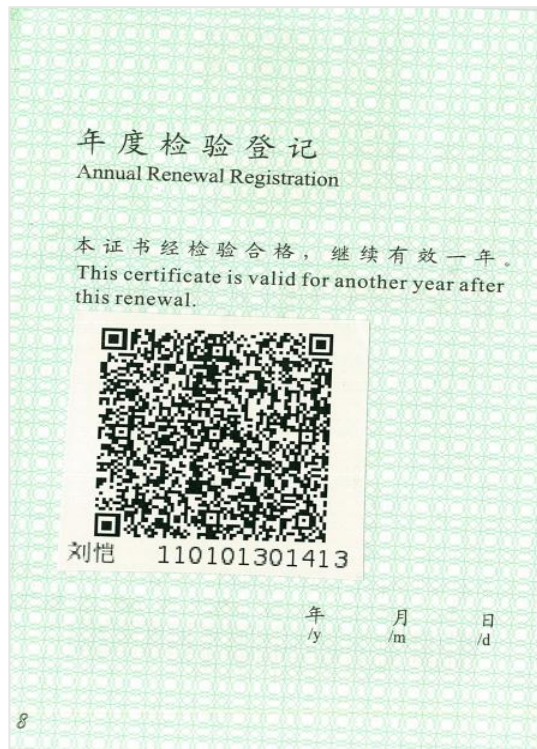 年度检验登记
Annual Renewal Registration
本证书经检验合格，继续有效一年。
This certificate is valid for another year after
this renewal.
刘恺 110101301413
年 月 日
/y /m /d
8